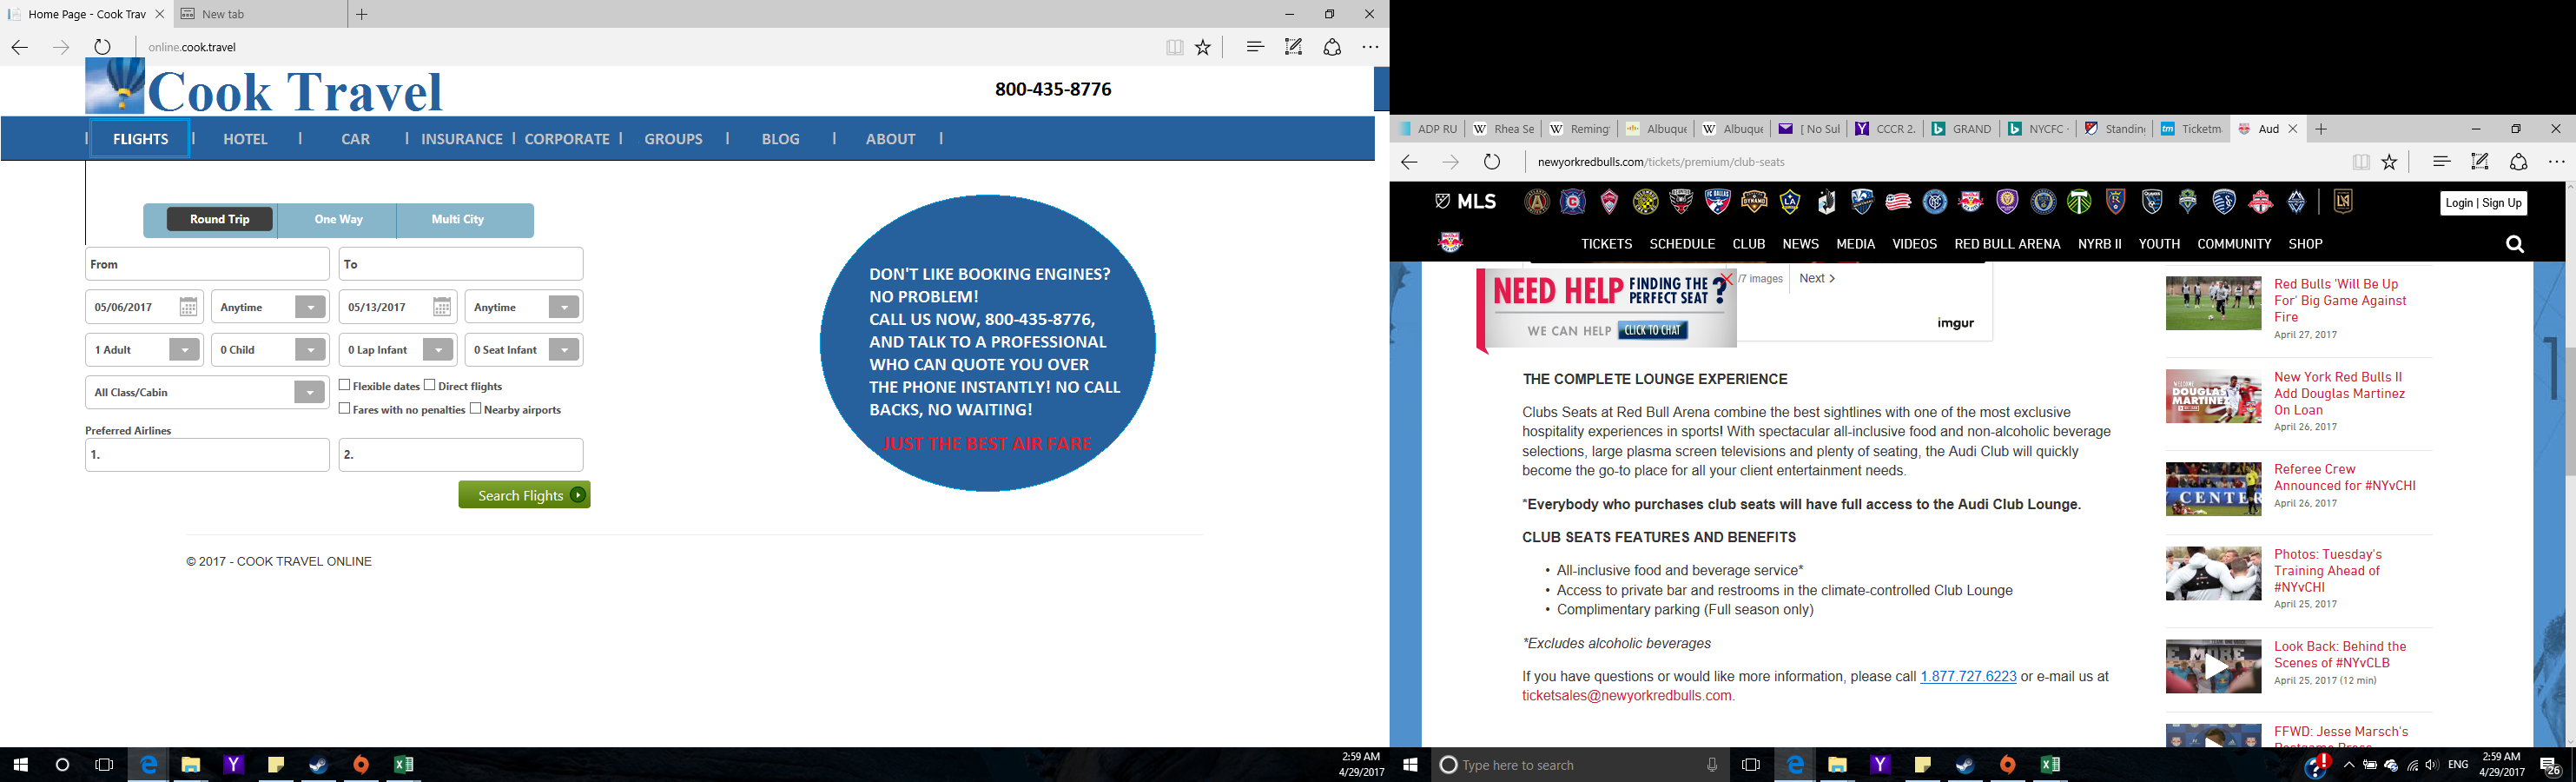 Home Page - Cook Trav
New tab
online.cook.travel
Cook Travel
800-435-8776
FLIGHTS | HOTEL | CAR | INSURANCE | CORPORATE | GROUPS | BLOG | ABOUT |
Round Trip One Way Multi City
From To
05/06/2017 Anytime 05/13/2017 Anytime
1 Adult 0 Child 0 Lap Infant 0 Seat Infant
All Class/Cabin
Flexible dates Direct flights
Fares with no penalties Nearby airports
Preferred Airlines
1. 2.
Search Flights
DON'T LIKE BOOKING ENGINES?
NO PROBLEM!
CALL US NOW, 800-435-8776,
AND TALK TO A PROFESSIONAL
WHO CAN QUOTE YOU OVER
THE PHONE INSTANTLY! NO CALL
BACKS, NO WAITING!
JUST THE BEST AIR FARE
© 2017 - COOK TRAVEL ONLINE
2:59 AM
4/29/2017
ADP RU Rhea Se Reming Albuque Albuque [ No Sul CCCR 2. GRAND NYCFC Standing Ticketm Aud
newyorkredbulls.com/tickets/premium/club-seats
MLS
Login | Sign Up
TICKETS SCHEDULE CLUB NEWS MEDIA VIDEOS RED BULL ARENA NYRB II YOUTH COMMUNITY SHOP
NEED HELP FINDING THE PERFECT SEAT ?
WE CAN HELP CLICK TO CHAT
/7 images Next >
imgur
THE COMPLETE LOUNGE EXPERIENCE
Clubs Seats at Red Bull Arena combine the best sightlines with one of the most exclusive
hospitality experiences in sports! With spectacular all-inclusive food and non-alcoholic beverage
selections, large plasma screen televisions and plenty of seating, the Audi Club will quickly
become the go-to place for all your client entertainment needs.
*Everybody who purchases club seats will have full access to the Audi Club Lounge.
CLUB SEATS FEATURES AND BENEFITS
• All-inclusive food and beverage service*
• Access to private bar and restrooms in the climate-controlled Club Lounge
• Complimentary parking (Full season only)
*Excludes alcoholic beverages
If you have questions or would like more information, please call 1.877.727.6223 or e-mail us at
ticketsales@newyorkredbulls.com.
Red Bulls 'Will Be Up
For' Big Game Against
Fire
April 27, 2017
New York Red Bulls II
Add Douglas Martinez
On Loan
April 26, 2017
WELCOME
DOUGLAS
MARTINEZ
Referee Crew
Announced for #NYvCHI
April 26, 2017
CENTER
Photos: Tuesday's
Training Ahead of
#NYvCHI
April 25, 2017
Look Back: Behind the
Scenes of #NYvCLB
April 25, 2017 (12 min)
FFWD: Jesse Marsch's
Type here to search
ENG
2:59 AM
4/29/2017
26